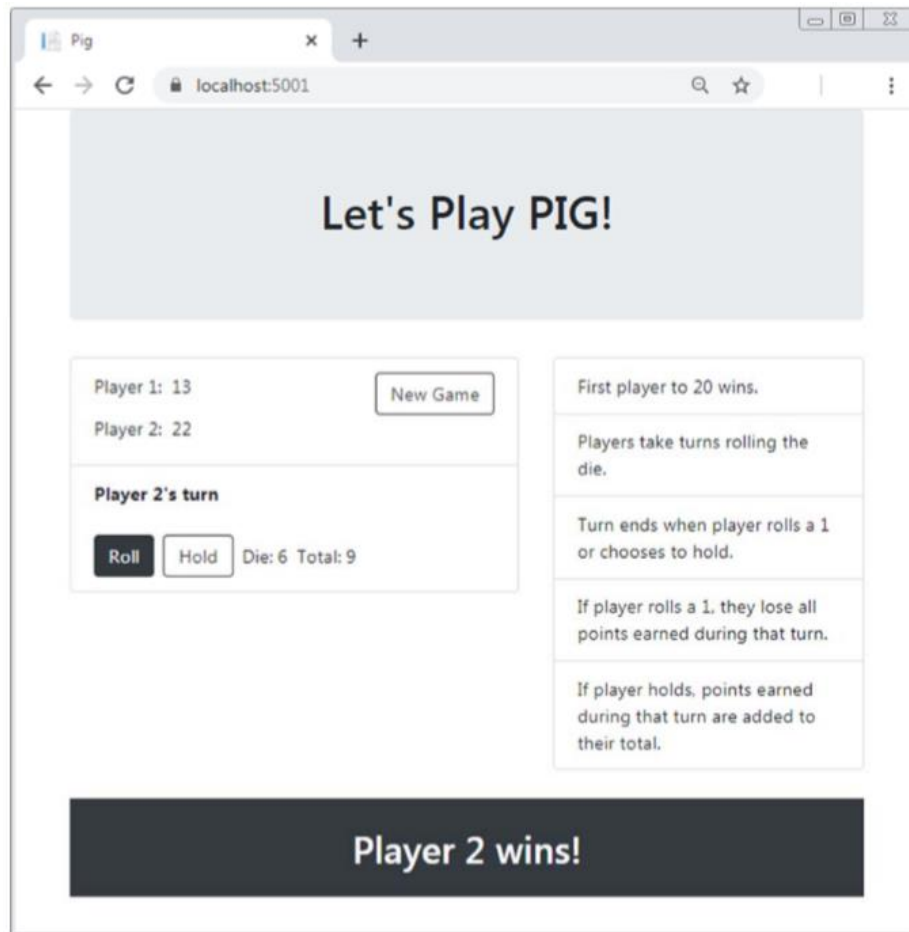 Pig
localhost:5001
Let's Play PIG!
Player 1: 13
New Game
Player 2: 22
Player 2's turn
Roll Hold Die: 6 Total: 9
First player to 20 wins.
Players take turns rolling the
die.
Turn ends when player rolls a 1
or chooses to hold.
If player rolls a 1, they lose all
points earned during that turn.
If player holds, points earned
during that turn are added to
their total.
Player 2 wins!